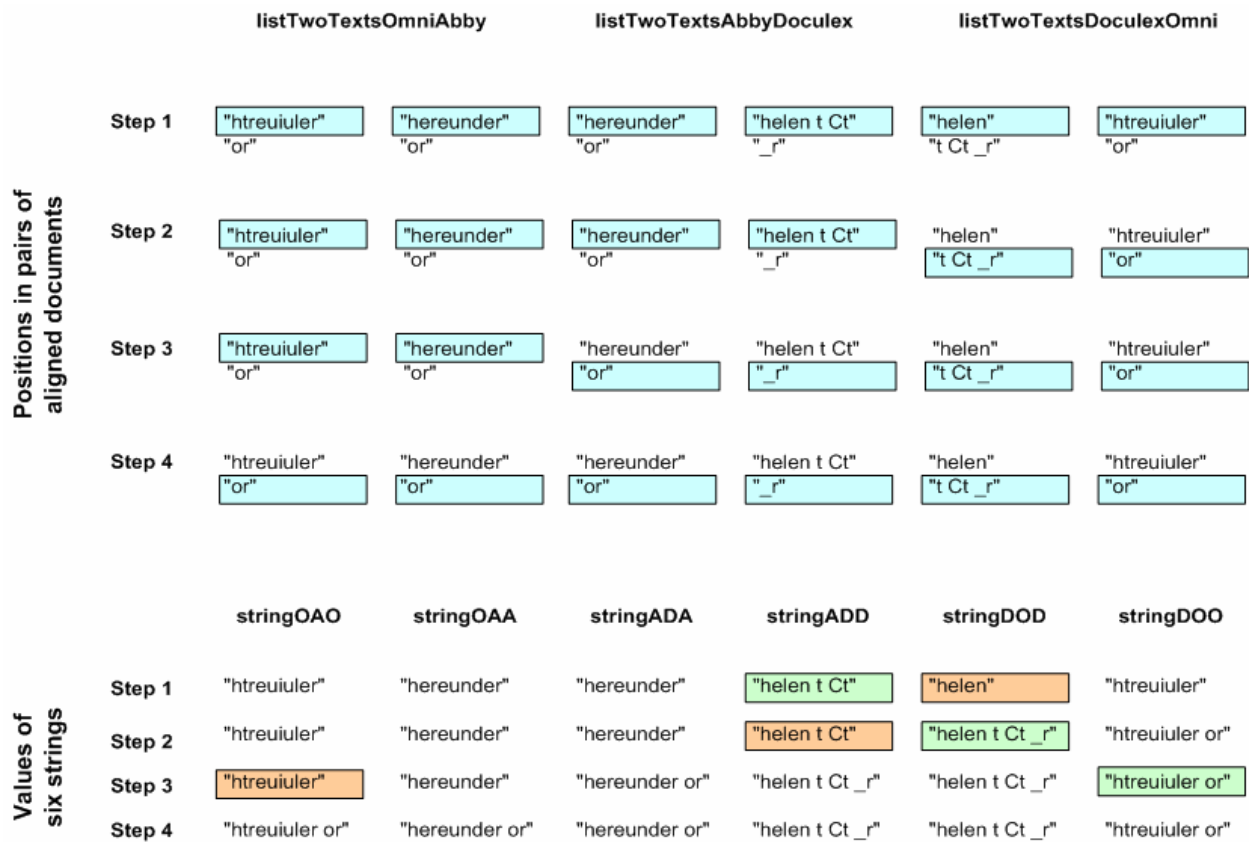 listTwoTextsOmniAbby listTwoTextsAbbyDoculex listTwoTextsDoculexOmni
Positions in pairs of
aligned documents
Step 1 "htreuiuler" "hereunder" "hereunder" "helen t Ct" "helen" "htreuiuler"
"or" "or" "or" "_r" "t Ct _r" "or"
Step 2 "htreuiuler" "hereunder" "hereunder" "helen t Ct" "helen" "htreuiuler"
"or" "or" "or" "_r" "t Ct _r" "or"
Step 3 "htreuiuler" "hereunder" "hereunder" "helen t Ct" "helen" "htreuiuler"
"or" "or" "or" "_r" "t Ct _r" "or"
Step 4 "htreuiuler" "hereunder" "hereunder" "helen t Ct" "helen" "htreuiuler"
"or" "or" "or" "_r" "t Ct _r" "or"
stringOAO stringOAA stringADA stringADD stringDOD stringDOO
Values of
six strings
Step 1 "htreuiuler" "hereunder" "hereunder" "helen t Ct" "helen" "htreuiuler"
Step 2 "htreuiuler" "hereunder" "hereunder" "helen t Ct" "helen t Ct _r" "htreuiuler or"
Step 3 "htreuiuler" "hereunder" "hereunder or" "helen t Ct _r" "helen t Ct _r" "htreuiuler or"
Step 4 "htreuiuler or" "hereunder or" "hereunder or" "helen t Ct _r" "helen t Ct _r" "htreuiuler or"